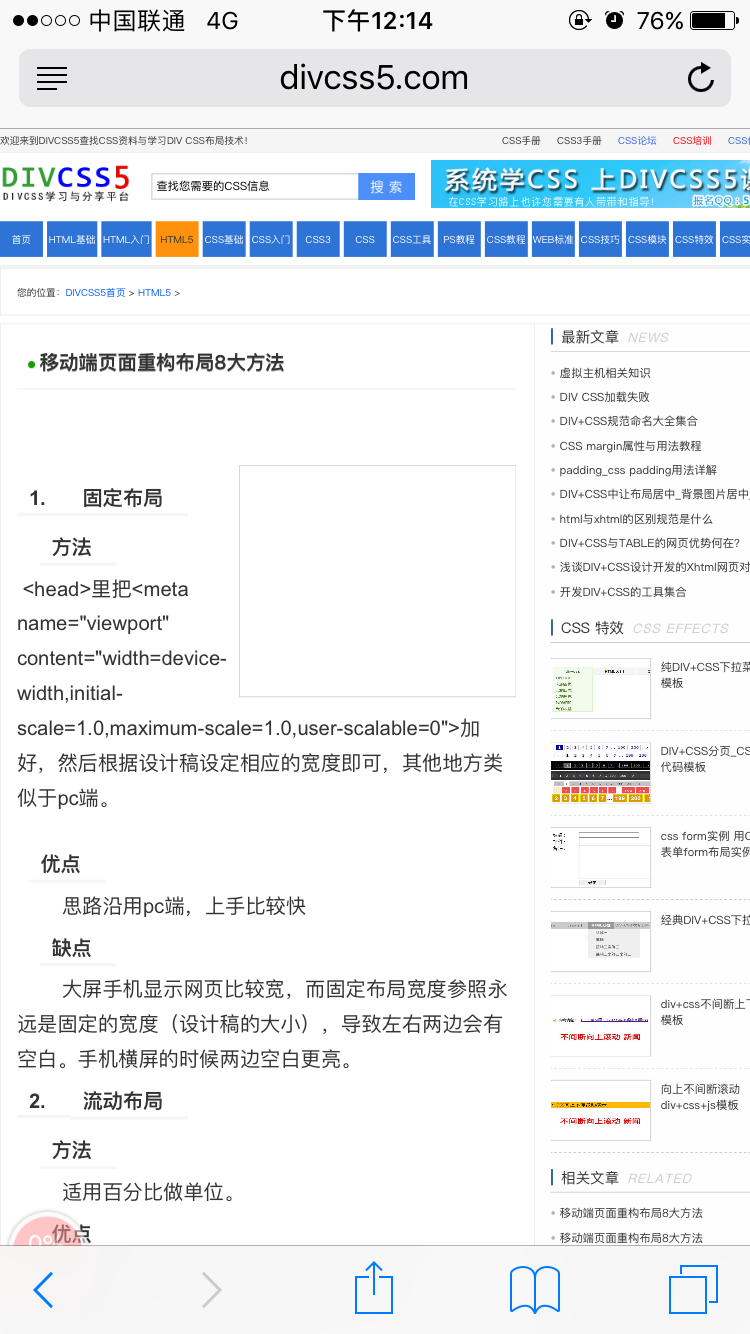 中国联通 4G 下午12:14 76%
divcss5.com
欢迎来到DIVCSS5查找CSS资料与学习DIV CSS布局技术!
CSS手册 CSS3手册 CSS论坛 CSS培训
DIVCSS5
DIVCSS学习与分享平台
查找您需要的CSS信息
搜 索
系统学CSS 上DIVCSS5
在CSS学习路上也许您需要有人带带和指导!
报名QQ:
首页 HTML基础 HTML入门 HTML5 CSS基础 CSS入门 CSS3 CSS CSS工具 PS教程 CSS教程 WEB标准 CSS技巧 CSS模块 CSS特效
您的位置: DIVCSS5首页 > HTML5 >
移动端页面重构布局8大方法
1. 固定布局
方法
<head>里把<meta
name="viewport"
content="width=device-
width,initial-
scale=1.0,maximum-scale=1.0,user-scalable=0">加
好，然后根据设计稿设定相应的宽度即可，其他地方类
似于pc端。
优点
思路沿用pc端，上手比较快
缺点
大屏手机显示网页比较宽，而固定布局宽度参照永
远是固定的宽度（设计稿的大小），导致左右两边会有
空白。手机横屏的时候两边空白更亮。
2. 流动布局
方法
适用百分比做单位。
优点
最新文章 NEWS
虚拟主机相关知识
DIV CSS加载失败
DIV+CSS规范命名大全集合
CSS margin属性与用法教程
padding_css padding用法详解
DIV+CSS中让布局居中_背景图片居中
html与xhtml的区别规范是什么
DIV+CSS与TABLE的网页优势何在?
浅谈DIV+CSS设计开发的Xhtml网页对
开发DIV+CSS的工具集合
CSS 特效 CSS EFFECTS
纯DIV+CSS下拉菜
模板
DIV+CSS分页_CS
代码模板
css form实例 用
表单form布局实例
经典DIV+CSS下拉
div+css不间断上下
模板
不间断向上滚动 新闻
向上不间断滚动
div+css+js模板
不间断向上滚动 新闻
相关文章 RELATED
移动端页面重构布局8大方法
移动端页面重构布局8大方法